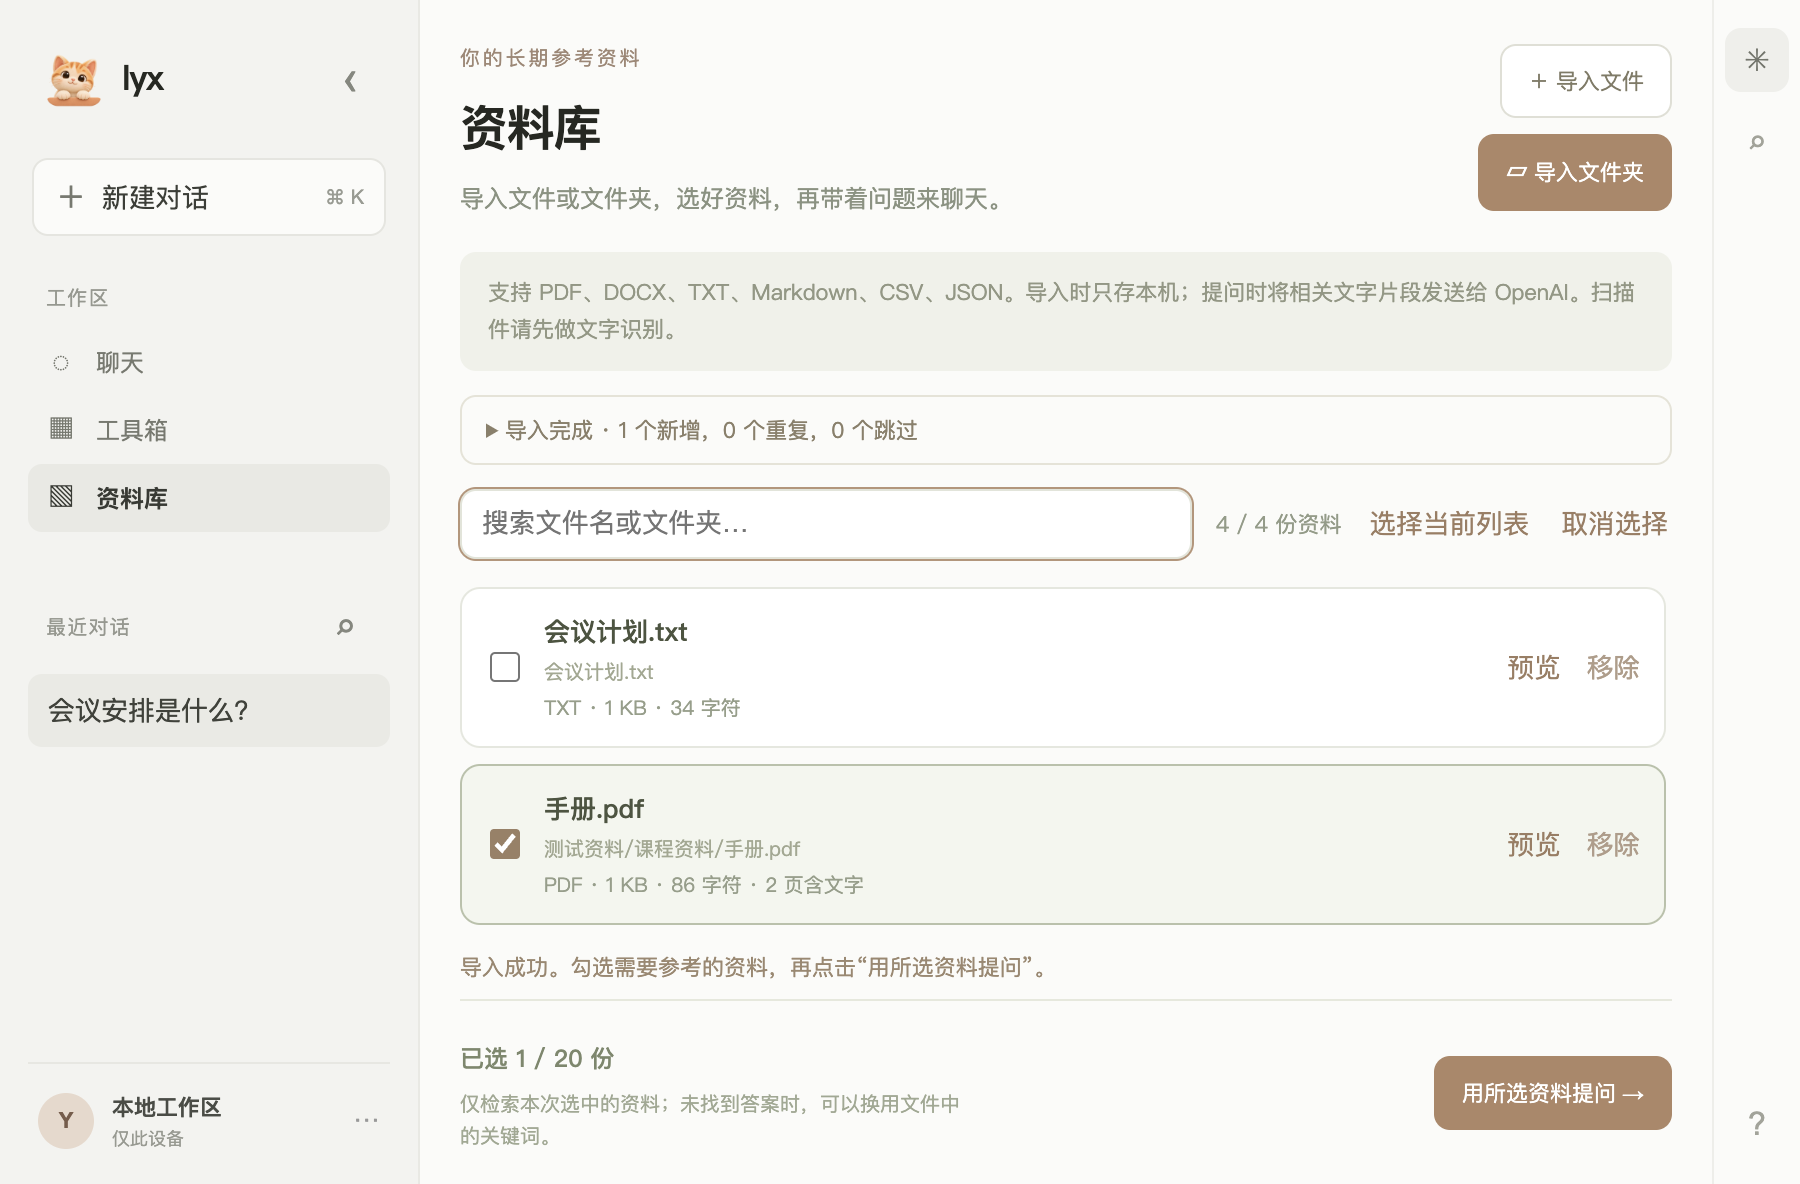 lyx
新建对话
⌘ K
工作区
聊天
工具箱
资料库
最近对话
会议安排是什么?
Y
本地工作区
仅此设备
你的长期参考资料
资料库
导入文件或文件夹，选好资料，再带着问题来聊天。
+ 导入文件
导入文件夹
支持 PDF、DOCX、TXT、Markdown、CSV、JSON。导入时只存本机；提问时将相关文字片段发送给 OpenAI。扫描
件请先做文字识别。
导入完成 · 1 个新增，0 个重复，0 个跳过
搜索文件名或文件夹…
4 / 4 份资料
选择当前列表
取消选择
会议计划.txt
会议计划.txt
TXT · 1 KB · 34 字符
预览
移除
手册.pdf
测试资料/课程资料/手册.pdf
PDF · 1 KB · 86 字符 · 2 页含文字
预览
移除
导入成功。勾选需要参考的资料，再点击“用所选资料提问”。
已选 1 / 20 份
仅检索本次选中的资料；未找到答案时，可以换用文件中
的关键词。
用所选资料提问 →
?